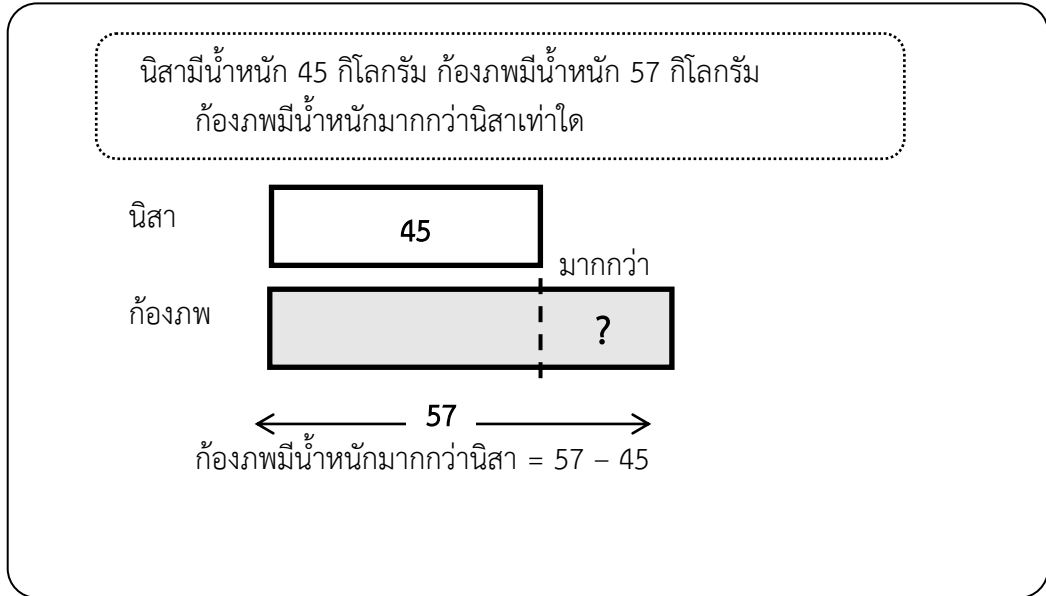 นิสามีน้ำหนัก 45 กิโลกรัม ก้องภพมีน้ำหนัก 57 กิโลกรัม
ก้องภพมีน้ำหนักมากกว่านิสาเท่าใด
นิสา
45
มากกว่า
ก้องภพ
?
57
ก้องภพมีน้ำหนักมากกว่านิสา = 57 – 45